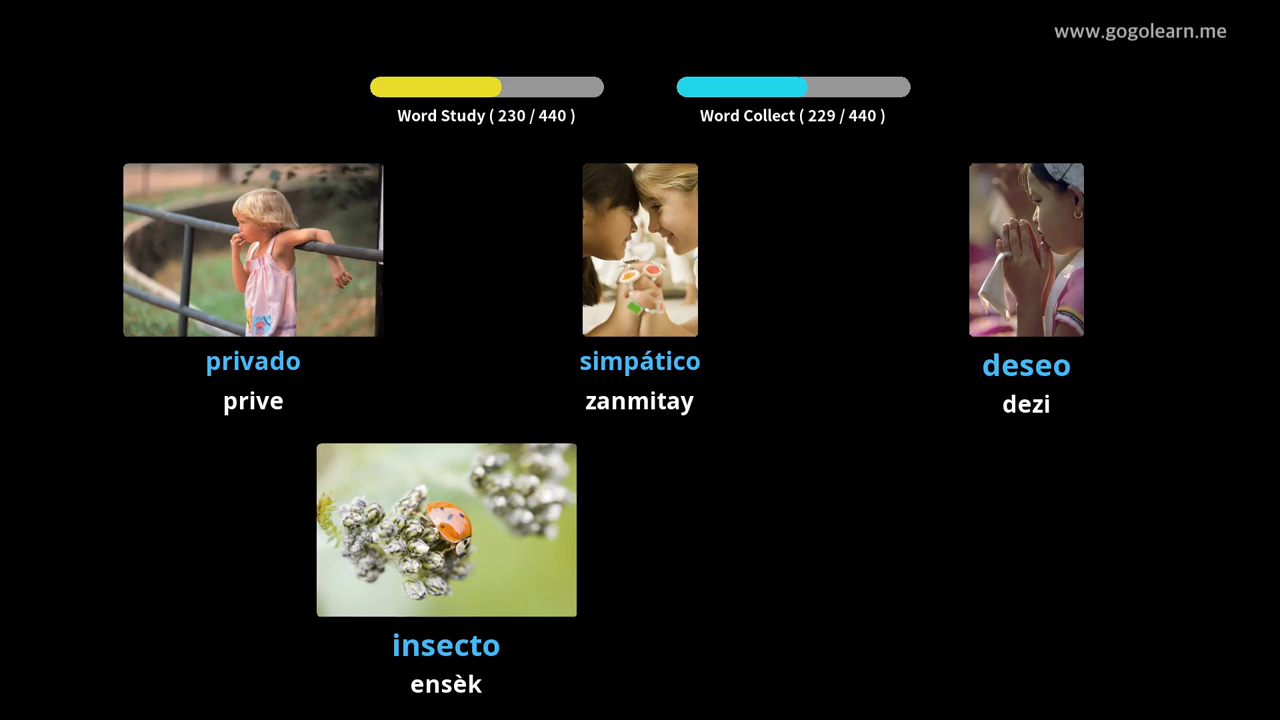 www.gogolearn.me
Word Study ( 230 / 440 )
Word Collect ( 229 / 440 )
privado
prive
simpático
zanmitay
deseo
dezi
insecto
ensèk